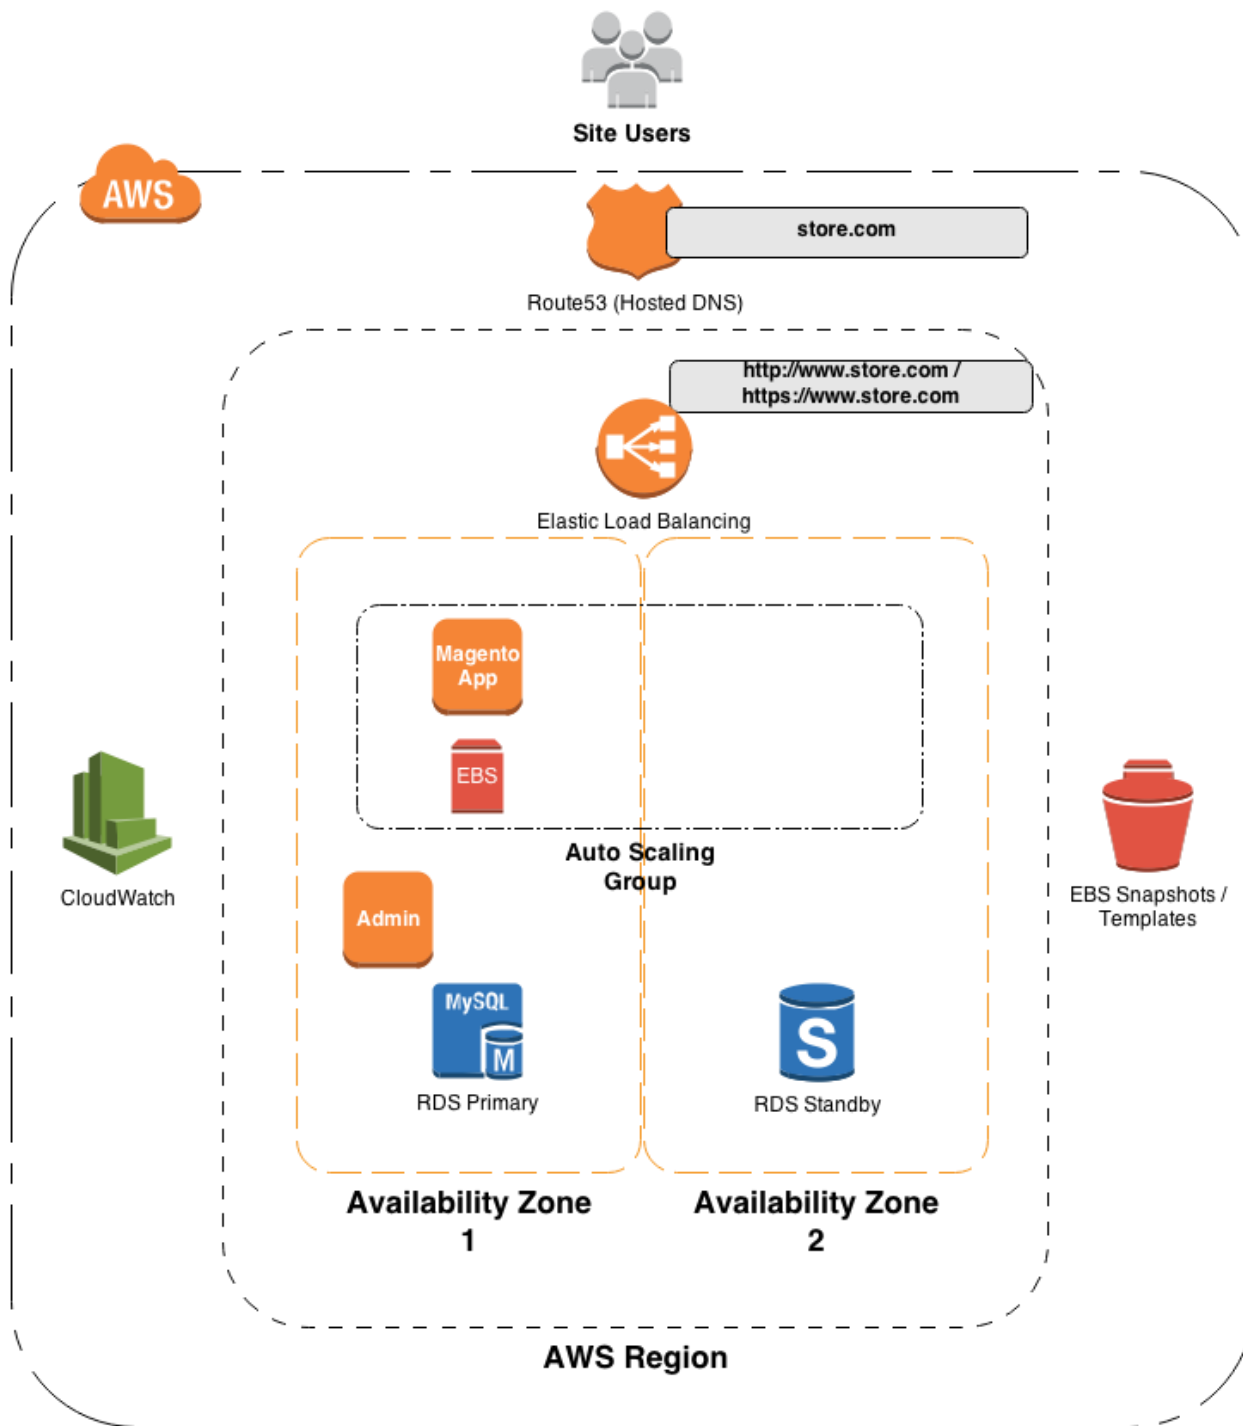 Site Users
AWS
store.com
Route53 (Hosted DNS)
http://www.store.com /
https://www.store.com
Elastic Load Balancing
Magento
App
EBS
Auto Scaling
Group
CloudWatch
EBS Snapshots /
Templates
Admin
MySQL
M
S
RDS Primary
RDS Standby
Availability Zone
1
Availability Zone
2
AWS Region